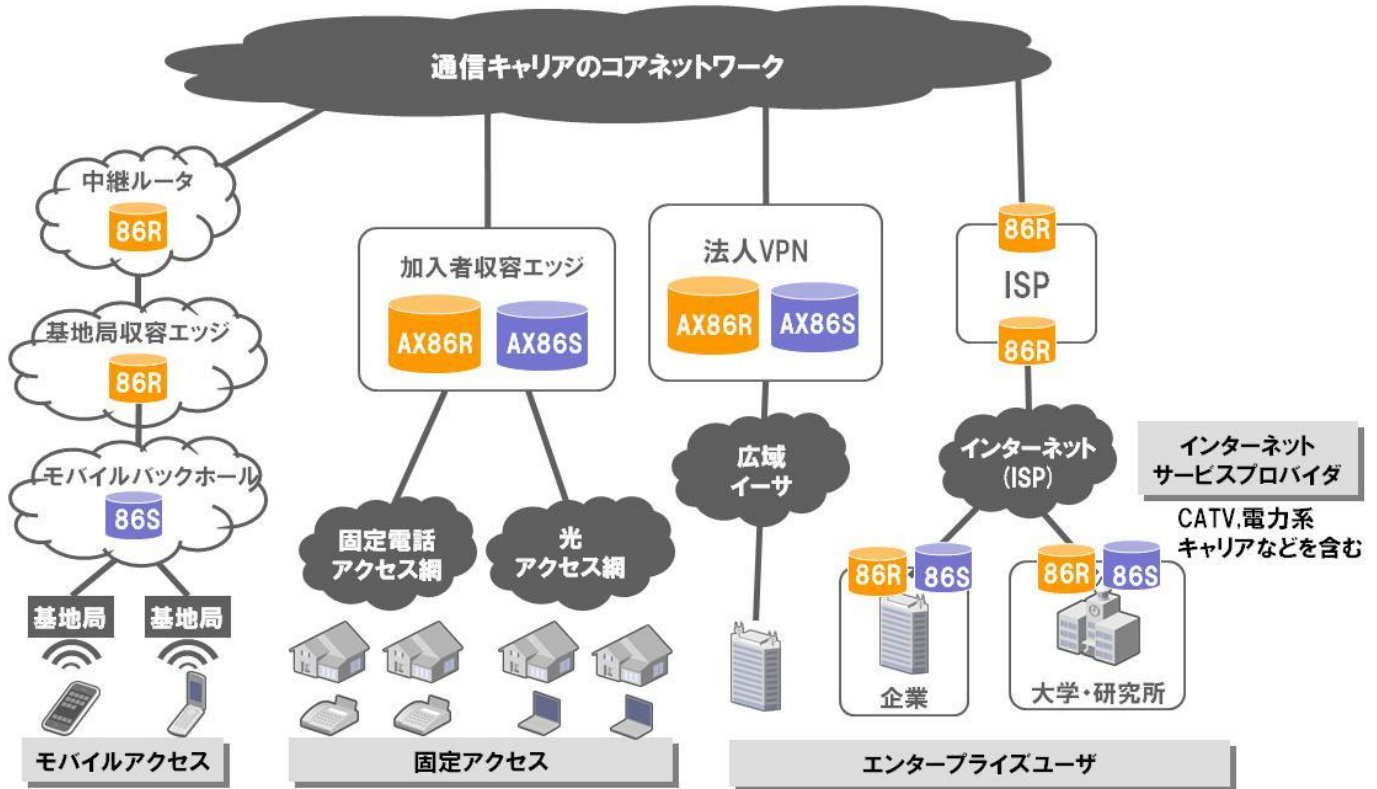 通信キャリアのコアネットワーク
中継ルータ
86R
基地局収容エッジ
86R
モバイルバックホール
86S
基地局
基地局
モバイルアクセス
加入者収容エッジ
AX86R
AX86S
固定電話
アクセス網
光
アクセス網
固定アクセス
法人VPN
AX86R
AX86S
広域
イーサ
86R
ISP
86R
インターネット
(ISP)
インターネット
サービスプロバイダ
CATV,電力系
キャリアなどを含む
86R
86S
企業
86R
86S
大学・研究所
エンタープライズユーザ